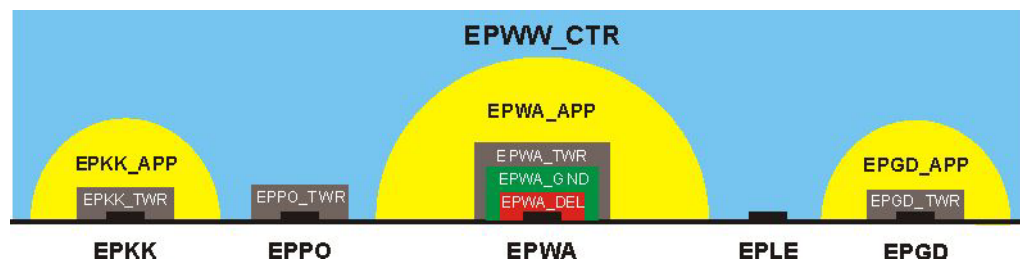 EPWW_CTR
EPWA_APP
EPKK_APP
EPWA_TWR
EPGD_APP
EPWA_GND
EPKK_TWR
EPPO_TWR
EPWA_DEL
EPGD_TWR
EPKK
EPPO
EPWA
EPLE
EPGD